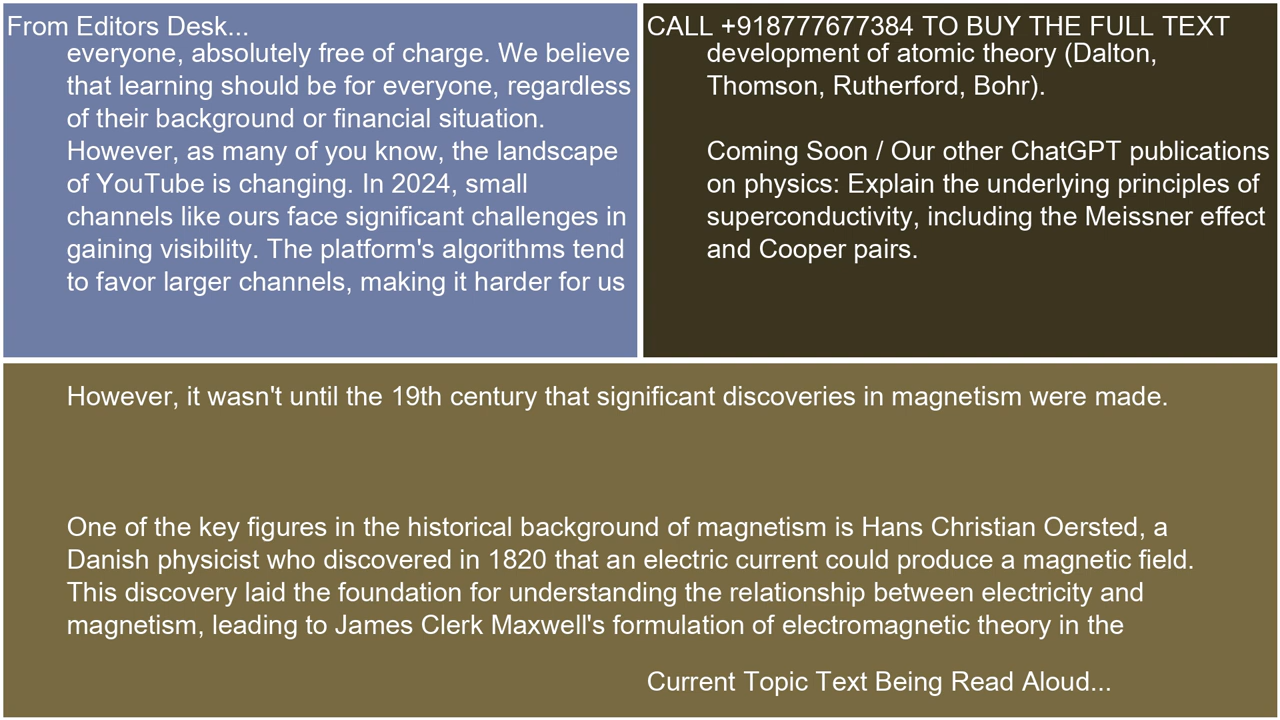 From Editors Desk...
everyone, absolutely free of charge. We believe
that learning should be for everyone, regardless
of their background or financial situation.
However, as many of you know, the landscape
of YouTube is changing. In 2024, small
channels like ours face significant challenges in
gaining visibility. The platform's algorithms tend
to favor larger channels, making it harder for us
CALL +918777677384 TO BUY THE FULL TEXT
development of atomic theory (Dalton,
Thomson, Rutherford, Bohr).
Coming Soon / Our other ChatGPT publications
on physics: Explain the underlying principles of
superconductivity, including the Meissner effect
and Cooper pairs.
However, it wasn't until the 19th century that significant discoveries in magnetism were made.
One of the key figures in the historical background of magnetism is Hans Christian Oersted, a
Danish physicist who discovered in 1820 that an electric current could produce a magnetic field.
This discovery laid the foundation for understanding the relationship between electricity and
magnetism, leading to James Clerk Maxwell's formulation of electromagnetic theory in the
Current Topic Text Being Read Aloud...